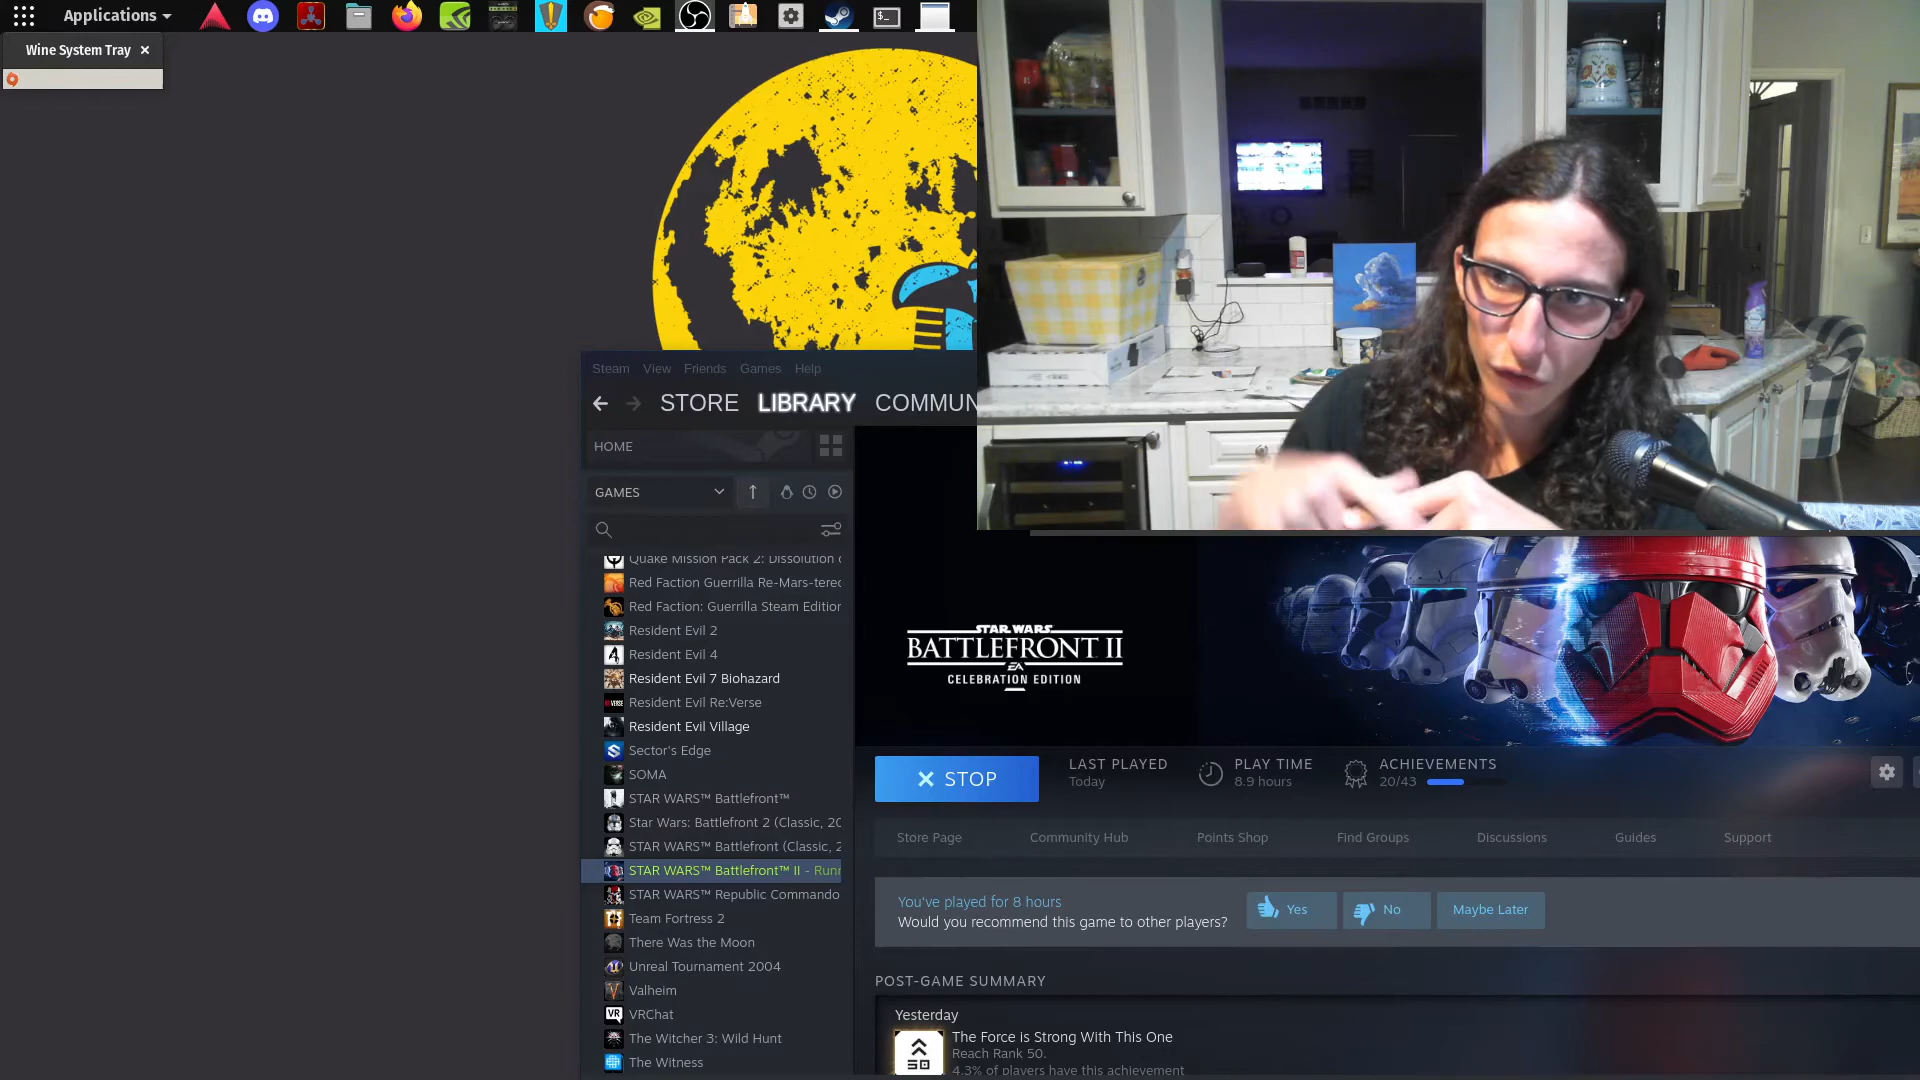 Applications
Wine System Tray
Steam View Friends Games Help
STORE LIBRARY COMMUN
HOME
GAMES
Quake Mission Pack 2: Dissolution o
Red Faction Guerrilla Re-Mars-tered
Red Faction: Guerrilla Steam Edition
Resident Evil 2
Resident Evil 4
Resident Evil 7 Biohazard
Resident Evil Re:Verse
Resident Evil Village
Sector's Edge
SOMA
STAR WARS™ Battlefront™
Star Wars: Battlefront 2 (Classic, 20
STAR WARS™ Battlefront (Classic, 2
STAR WARS™ Battlefront™ II - Runn
STAR WARS™ Republic Commando
Team Fortress 2
There Was the Moon
Unreal Tournament 2004
Valheim
VRChat
The Witcher 3: Wild Hunt
The Witness
STAR WARS
BATTLEFRONT II
EA
CELEBRATION EDITION
STOP
LAST PLAYED
Today
PLAY TIME
8.9 hours
ACHIEVEMENTS
20/43
Store Page Community Hub Points Shop Find Groups Discussions Guides Support
You've played for 8 hours
Would you recommend this game to other players?
Yes No Maybe Later
POST-GAME SUMMARY
Yesterday
50
The Force is Strong With This One
Reach Rank 50.
4.3% of players have this achievement